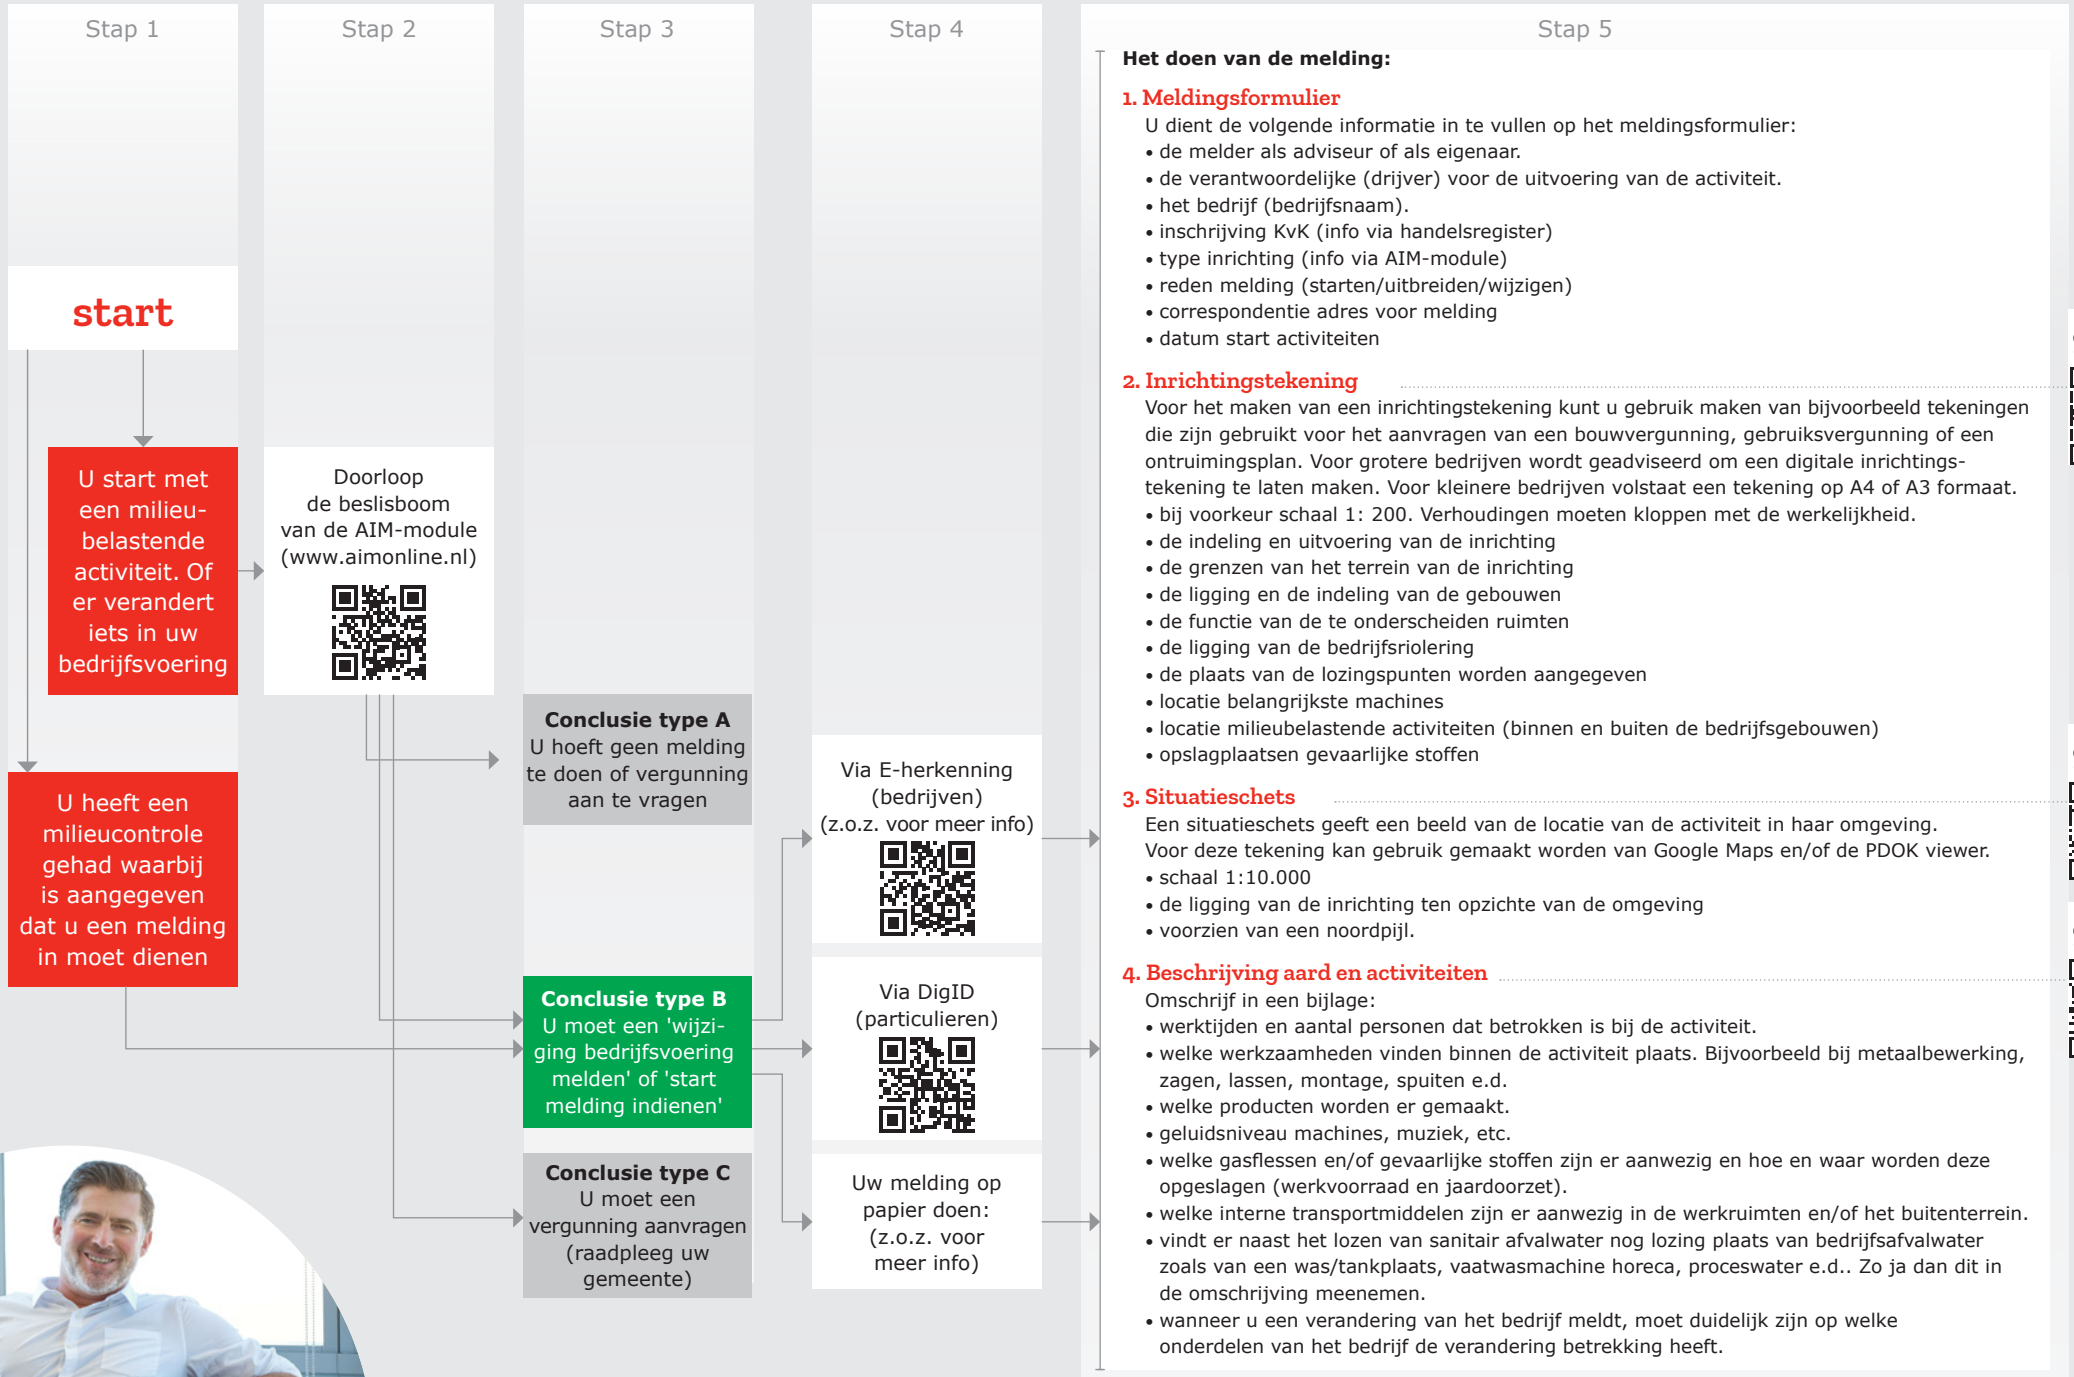 Stap 1
start
U start met
een milieu-
belastende
activiteit. Of
er verandert
iets in uw
bedrijfsvoering
U heeft een
milieucontrole
gehad waarbij
is aangegeven
dat u een melding
in moet dienen
Stap 2
Doorloop
de beslisboom
van de AIM-module
(www.aimonline.nl)
Stap 3
Conclusie type A
U hoeft geen melding
te doen of vergunning
aan te vragen
Conclusie type B
U moet een 'wijzi-
ging bedrijfsvoering
melden' of 'start
melding indienen'
Conclusie type C
U moet een
vergunning aanvragen
(raadpleeg uw
gemeente)
Stap 4
Via E-herkenning
(bedrijven)
(z.o.z. voor meer info)
Via DigID
(particulieren)
Uw melding op
papier doen:
(z.o.z. voor
meer info)
Stap 5
Het doen van de melding:
1. Meldingsformulier
U dient de volgende informatie in te vullen op het meldingsformulier:
• de melder als adviseur of als eigenaar.
• de verantwoordelijke (drijver) voor de uitvoering van de activiteit.
• het bedrijf (bedrijfsnaam).
• inschrijving KvK (info via handelsregister)
• type inrichting (info via AIM-module)
• reden melding (starten/uitbreiden/wijzigen)
• correspondentie adres voor melding
• datum start activiteiten
2. Inrichtingstekening
Voor het maken van een inrichtingstekening kunt u gebruik maken van bijvoorbeeld tekeningen
die zijn gebruikt voor het aanvragen van een bouwvergunning, gebruiksvergunning of een
ontruimingsplan. Voor grotere bedrijven wordt geadviseerd om een digitale inrichtings-
tekening te laten maken. Voor kleinere bedrijven volstaat een tekening op A4 of A3 formaat.
• bij voorkeur schaal 1: 200. Verhoudingen moeten kloppen met de werkelijkheid.
• de indeling en uitvoering van de inrichting
• de grenzen van het terrein van de inrichting
• de ligging en de indeling van de gebouwen
• de functie van de te onderscheiden ruimten
• de ligging van de bedrijfsriolering
• de plaats van de lozingspunten worden aangegeven
• locatie belangrijkste machines
• locatie milieubelastende activiteiten (binnen en buiten de bedrijfsgebouwen)
• opslagplaatsen gevaarlijke stoffen
3. Situatieschets
Een situatieschets geeft een beeld van de locatie van de activiteit in haar omgeving.
Voor deze tekening kan gebruik gemaakt worden van Google Maps en/of de PDOK viewer.
• schaal 1:10.000
• de ligging van de inrichting ten opzichte van de omgeving
• voorzien van een noordpijl.
4. Beschrijving aard en activiteiten
Omschrijf in een bijlage:
• werktijden en aantal personen dat betrokken is bij de activiteit.
• welke werkzaamheden vinden binnen de activiteit plaats. Bijvoorbeeld bij metaalbewerking,
zagen, lassen, montage, spuiten e.d.
• welke producten worden er gemaakt.
• geluidsniveau machines, muziek, etc.
• welke gasflessen en/of gevaarlijke stoffen zijn er aanwezig en hoe en waar worden deze
opgeslagen (werkvoorraad en jaardoorzet).
• welke interne transportmiddelen zijn er aanwezig in de werkruimten en/of het buitenterrein.
• vindt er naast het lozen van sanitair afvalwater nog lozing plaats van bedrijfsafvalwater
zoals van een was/tankplaats, vaatwasmachine horeca, proceswater e.d.. Zo ja dan dit in
de omschrijving meenemen.
• wanneer u een verandering van het bedrijf meldt, moet duidelijk zijn op welke
onderdelen van het bedrijf de verandering betrekking heeft.